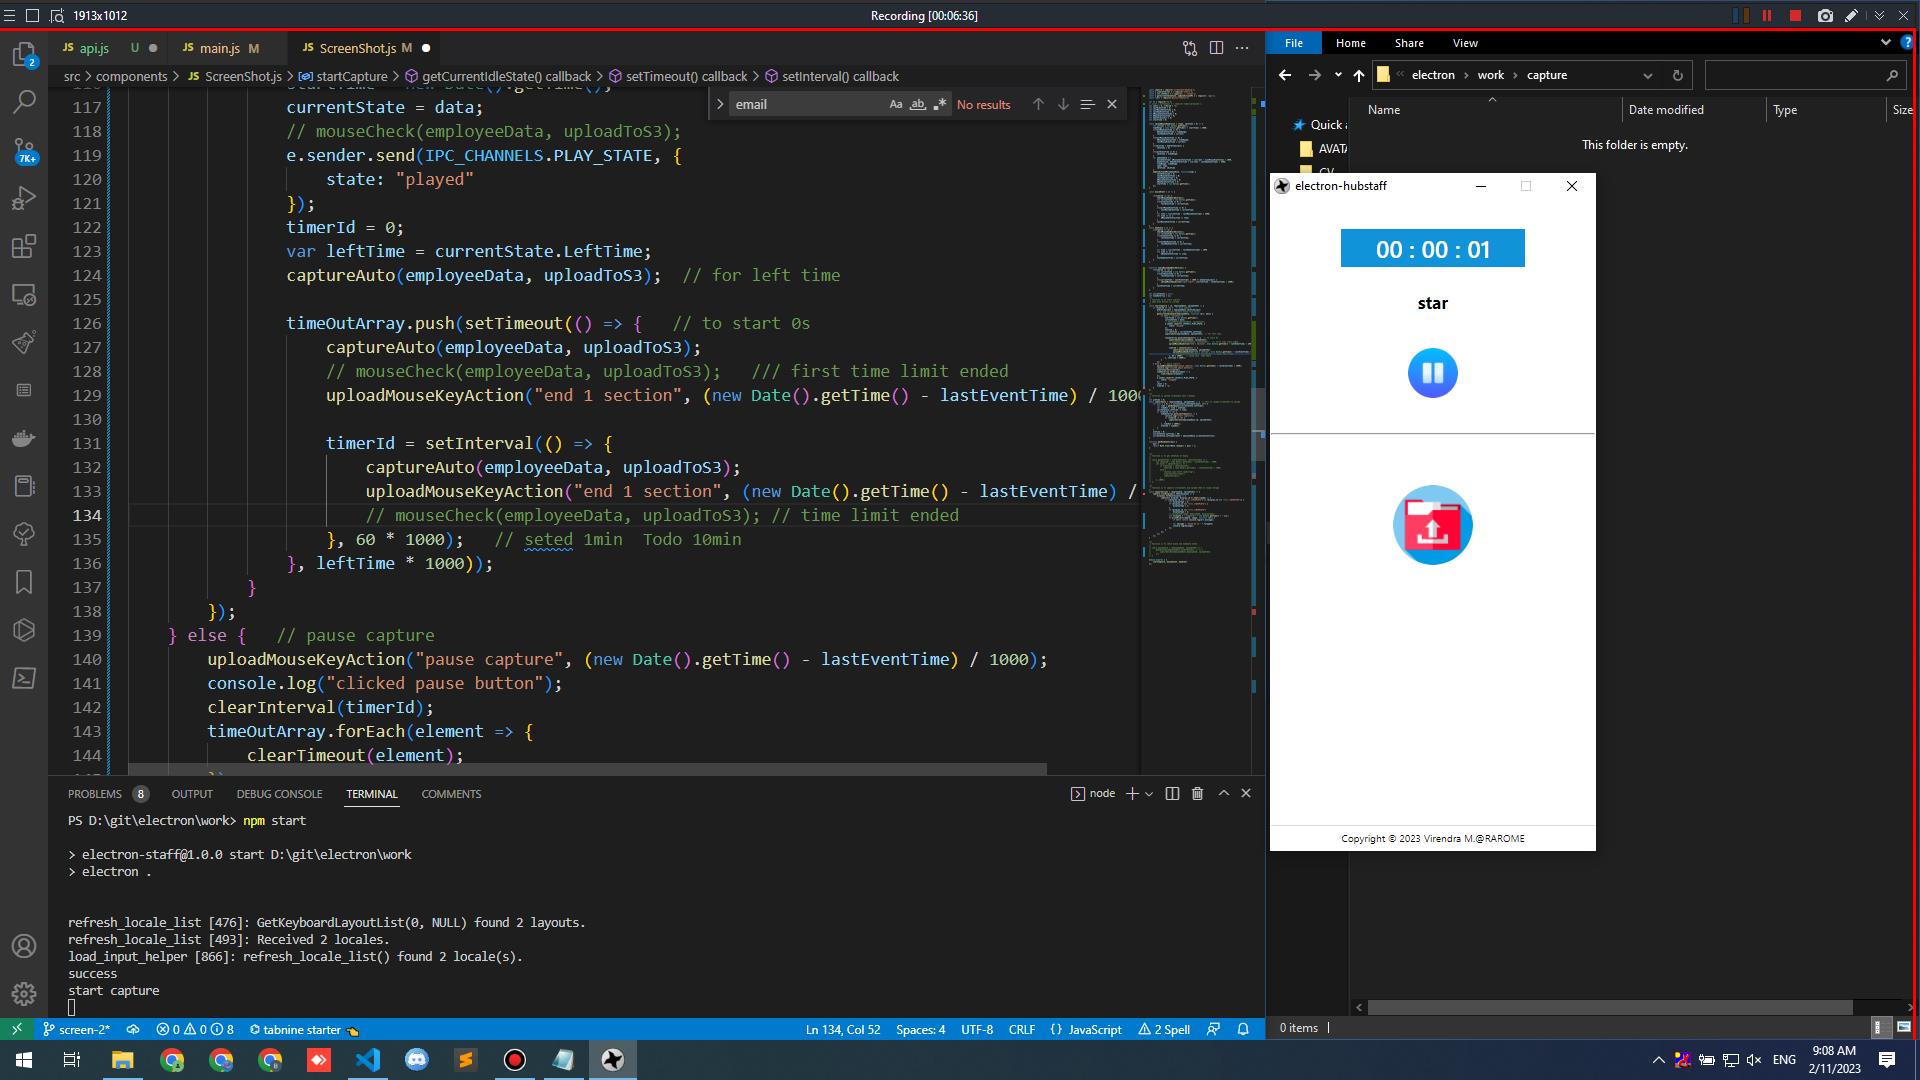 1913x1012
Recording [00:06:36]
JS api.js U
JS main.js M
JS ScreenShot.js M
src > components > JS ScreenShot.js > startCapture > getCurrentIdleState() callback > setTimeout() callback > setInterval() callback
email
Aa ab .* No results
117 currentState = data;
118 // mouseCheck(employeeData, uploadToS3);
119 e.sender.send(IPC_CHANNELS.PLAY_STATE, {
120 state: "played"
121 });
122 timerId = 0;
123 var leftTime = currentState.LeftTime;
124 captureAuto(employeeData, uploadToS3);  // for left time
125
126 timeOutArray.push(setTimeout(() => {   // to start 0s
127 captureAuto(employeeData, uploadToS3);
128 // mouseCheck(employeeData, uploadToS3);   /// first time limit ended
129 uploadMouseKeyAction("end 1 section", (new Date().getTime() - lastEventTime) / 1000
130
131 timerId = setInterval(() => {
132 captureAuto(employeeData, uploadToS3);
133 uploadMouseKeyAction("end 1 section", (new Date().getTime() - lastEventTime) /
134 // mouseCheck(employeeData, uploadToS3); // time limit ended
135 }, 60 * 1000);   // seted 1min  Todo 10min
136 }, leftTime * 1000));
137 }
138 });
139 } else {   // pause capture
140 uploadMouseKeyAction("pause capture", (new Date().getTime() - lastEventTime) / 1000);
141 console.log("clicked pause button");
142 clearInterval(timerId);
143 timeOutArray.forEach(element => {
144 clearTimeout(element);
PROBLEMS 8 OUTPUT DEBUG CONSOLE TERMINAL COMMENTS
node
PS D:\git\electron\work> npm start
> electron-staff@1.0.0 start D:\git\electron\work
> electron .
refresh_locale_list [476]: GetKeyboardLayoutList(0, NULL) found 2 layouts.
refresh_locale_list [493]: Received 2 locales.
load_input_helper [866]: refresh_locale_list() found 2 locale(s).
success
start capture
screen-2* 0 0 8 tabnine starter
Ln 134, Col 52 Spaces: 4 UTF-8 CRLF {} JavaScript 2 Spell
2
7K+
File Home Share View
electron > work > capture
Name Date modified Type Size
This folder is empty.
Quick
AVATA
electron-hubstaff
00 : 00 : 01
star
Copyright © 2023 Virendra M.@RAROME
0 items
ENG
9:08 AM
2/11/2023